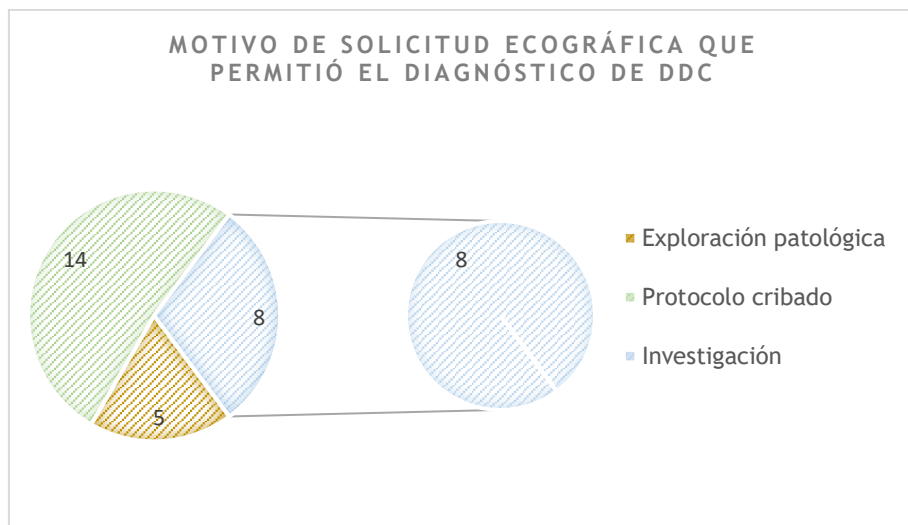 MOTIVO DE SOLICITUD ECOGRÁFICA QUE
PERMITIÓ EL DIAGNÓSTICO DE DDC
14
8
5
8
Exploración patológica
Protocolo cribado
Investigación